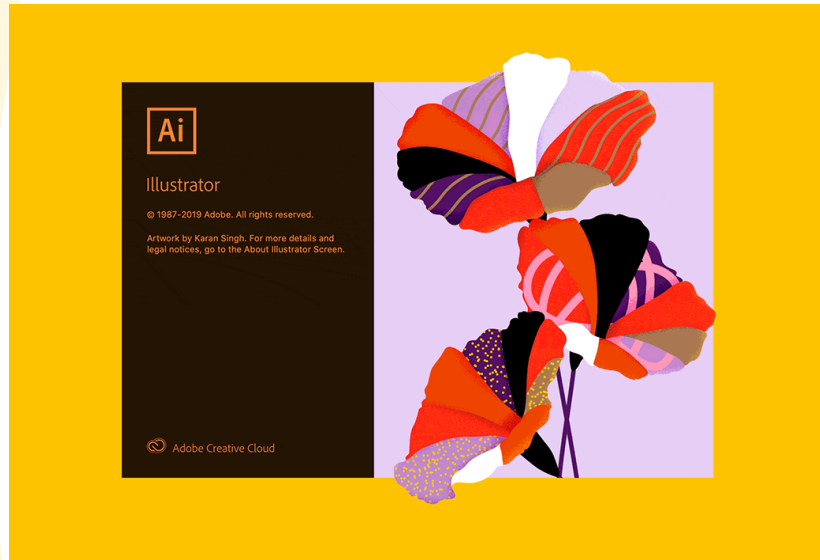 Ai
Illustrator
© 1987-2019 Adobe. All rights reserved.
Artwork by Karan Singh. For more details and
legal notices, go to the About Illustrator Screen.
Adobe Creative Cloud